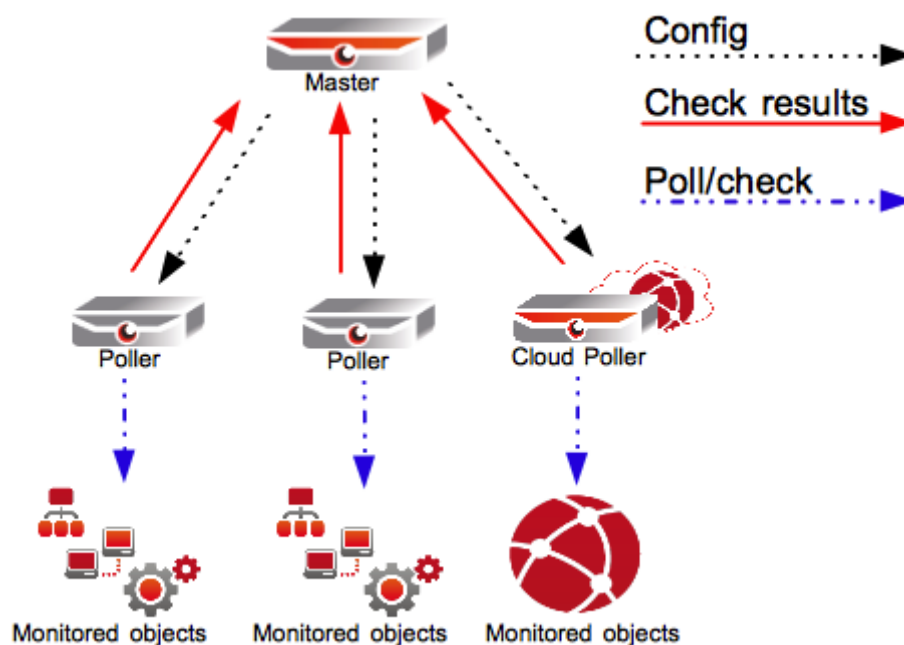 Master
Config
Check results
Poll/check
Poller
Poller
Cloud Poller
Monitored objects
Monitored objects
Monitored objects